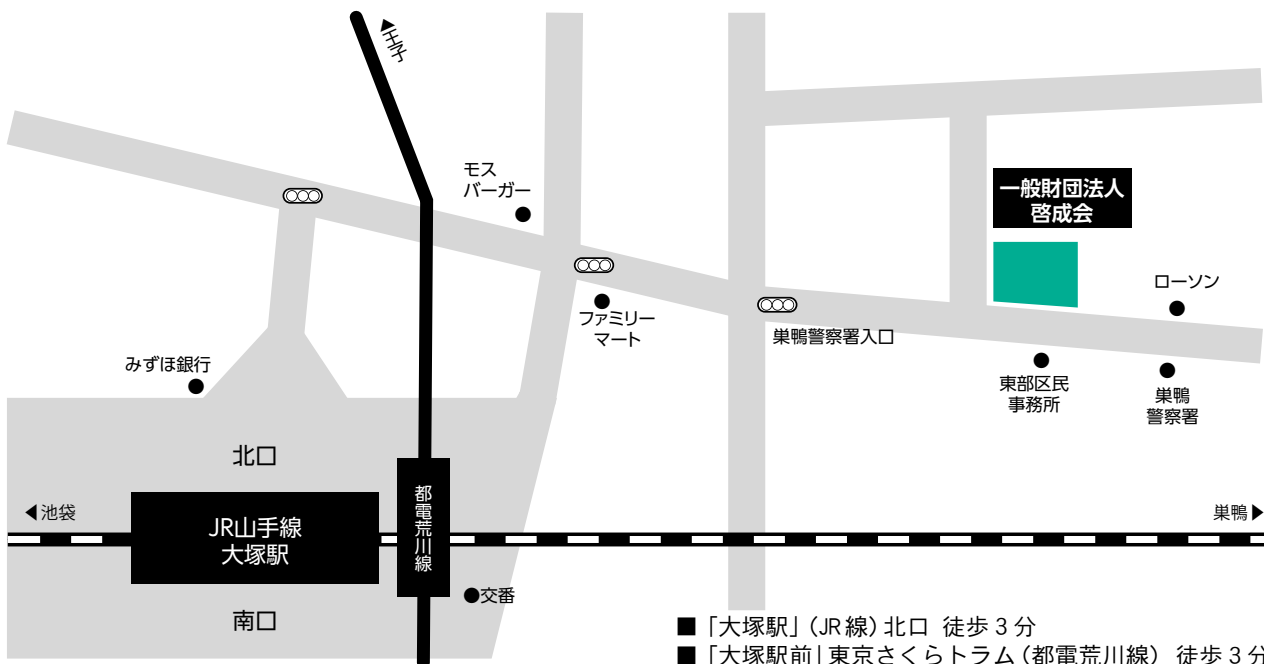 王子
モス
バーガー
一般財団法人
啓成会
ローソン
ファミリー
マート
巣鴨警察署入口
みずほ銀行
東部区民
事務所
巣鴨
警察署
北口
都電荒川線
◀池袋
JR山手線
大塚駅
巣鴨▶
交番
南口
■「大塚駅」(JR線)北口 徒歩3分
■「大塚駅前」東京さくらトラム(都電荒川線) 徒歩3分